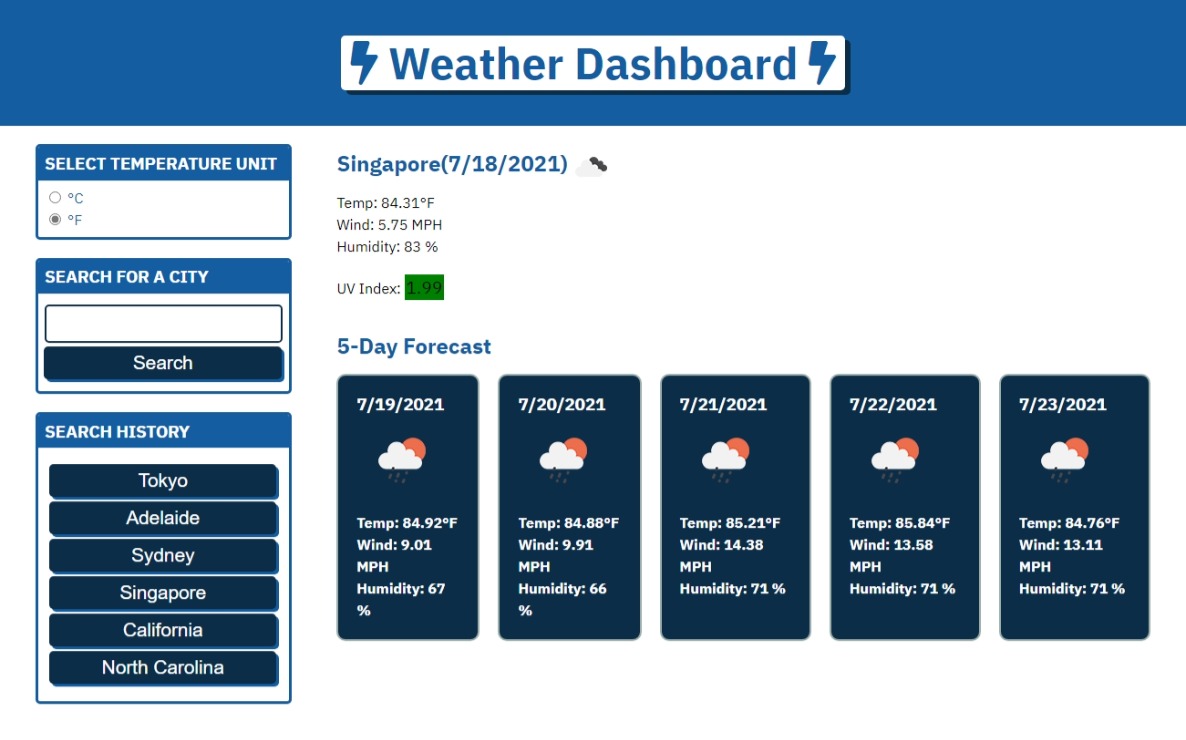 Weather Dashboard
SELECT TEMPERATURE UNIT
°C
°F
SEARCH FOR A CITY
Search
SEARCH HISTORY
Tokyo
Adelaide
Sydney
Singapore
California
North Carolina
Singapore(7/18/2021)
Temp: 84.31°F
Wind: 5.75 MPH
Humidity: 83 %
UV Index: 1.99
5-Day Forecast
7/19/2021
Temp: 84.92°F
Wind: 9.01
MPH
Humidity: 67
%
7/20/2021
Temp: 84.88°F
Wind: 9.91
MPH
Humidity: 66
%
7/21/2021
Temp: 85.21°F
Wind: 14.38
MPH
Humidity: 71 %
7/22/2021
Temp: 85.84°F
Wind: 13.58
MPH
Humidity: 71 %
7/23/2021
Temp: 84.76°F
Wind: 13.11
MPH
Humidity: 71 %